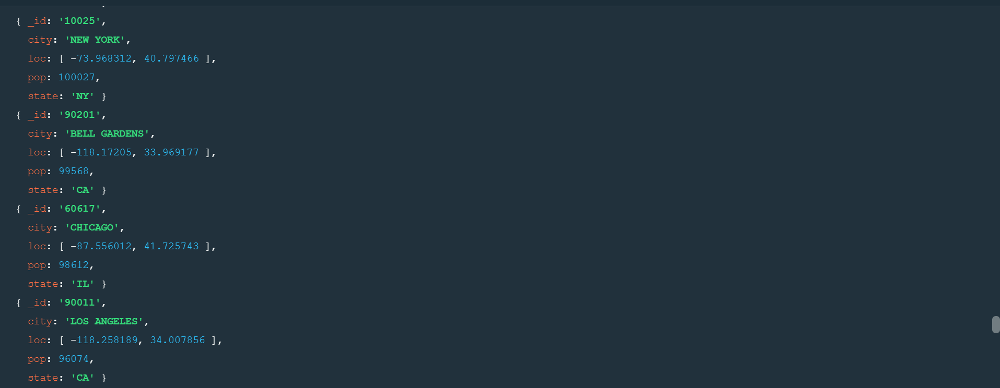 { _id: '10025',
city: 'NEW YORK',
loc: [ -73.968312, 40.797466 ],
pop: 100027,
state: 'NY' }
{ _id: '90201',
city: 'BELL GARDENS',
loc: [ -118.17205, 33.969177 ],
pop: 99568,
state: 'CA' }
{ _id: '60617',
city: 'CHICAGO',
loc: [ -87.556012, 41.725743 ],
pop: 98612,
state: 'IL' }
{ _id: '90011',
city: 'LOS ANGELES',
loc: [ -118.258189, 34.007856 ],
pop: 96074,
state: 'CA' }